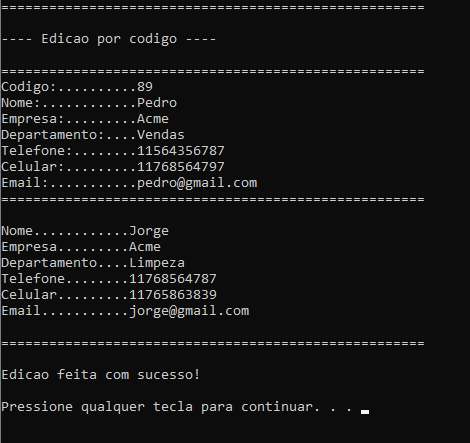 =====================================================
---- Edicao por codigo ----
=====================================================
Codigo:..........89
Nome:............Pedro
Empresa:.........Acme
Departamento:....Vendas
Telefone:........11564356787
Celular:.........11768564797
Email:...........pedro@gmail.com
=====================================================
Nome............Jorge
Empresa.........Acme
Departamento....Limpeza
Telefone........11768564787
Celular.........11765863839
Email...........jorge@gmail.com
=====================================================
Edicao feita com sucesso!
Pressione qualquer tecla para continuar. . .